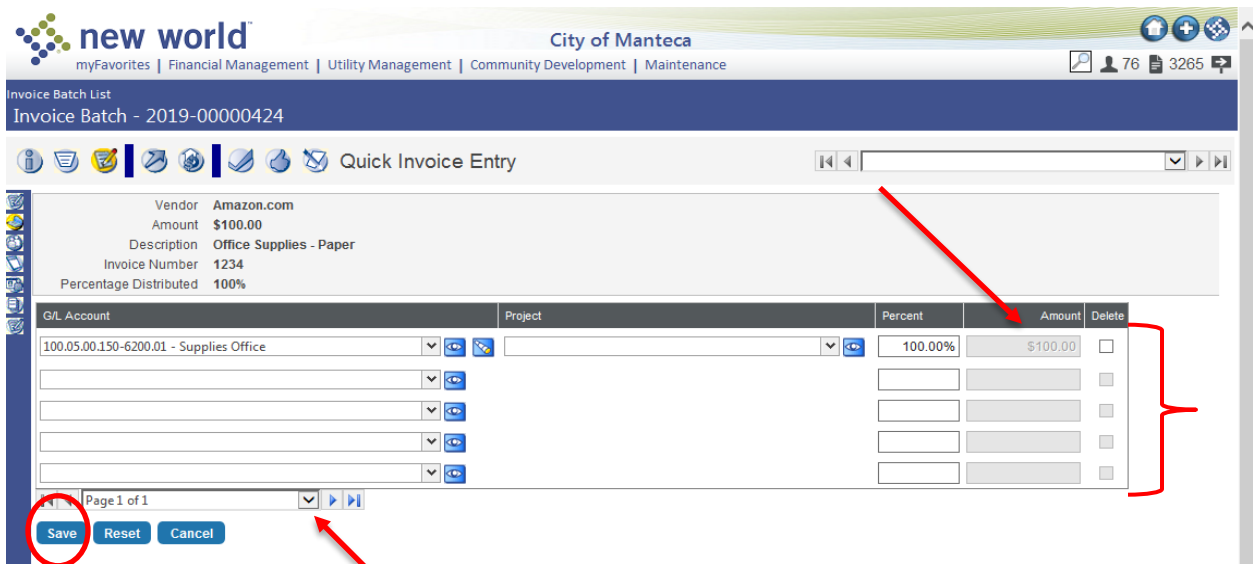 new world
City of Manteca
myFavorites | Financial Management | Utility Management | Community Development | Maintenance
76 3265
Invoice Batch List
Invoice Batch - 2019-00000424
Quick Invoice Entry
Vendor Amazon.com
Amount $100.00
Description Office Supplies - Paper
Invoice Number 1234
Percentage Distributed 100%
G/L Account Project Percent Amount Delete
100.05.00.150-6200.01 - Supplies Office 100.00% $100.00
Page 1 of 1
Save Reset Cancel